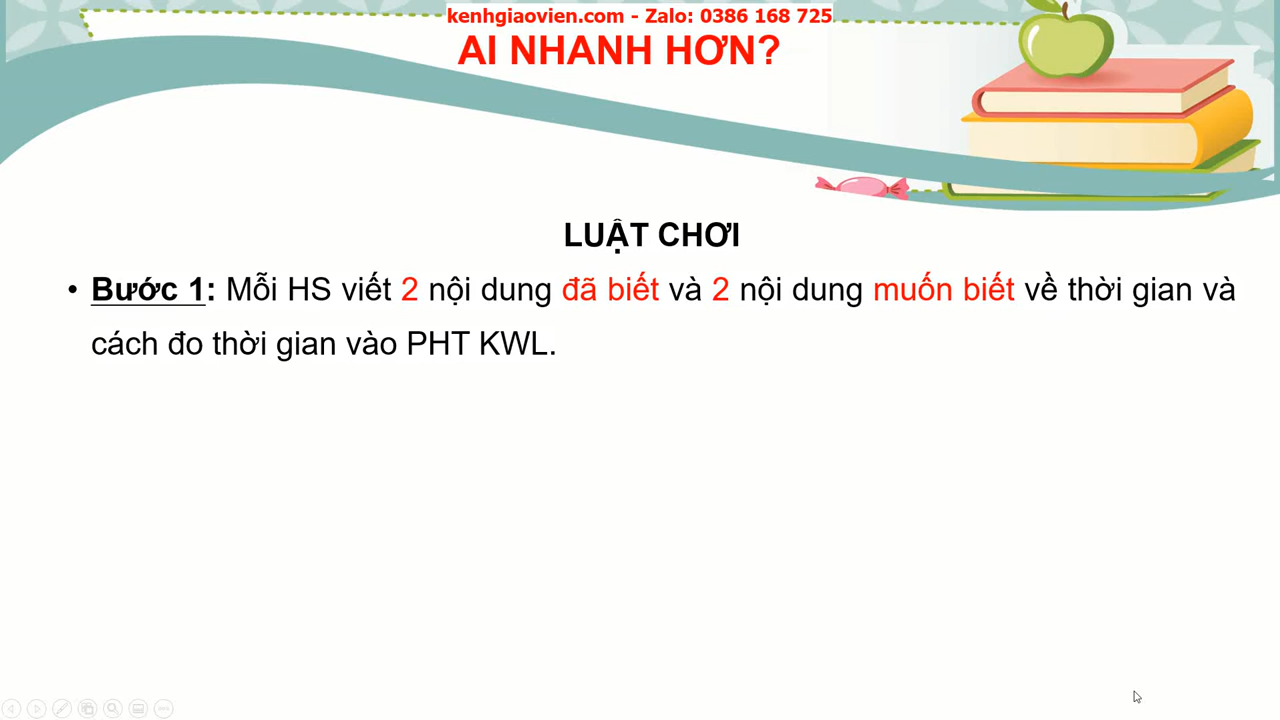 kenhgiaovien.com - Zalo: 0386 168 725
AI NHANH HƠN?
LUẬT CHƠI
• Bước 1: Mỗi HS viết 2 nội dung đã biết và 2 nội dung muốn biết về thời gian và
cách đo thời gian vào PHT KWL.